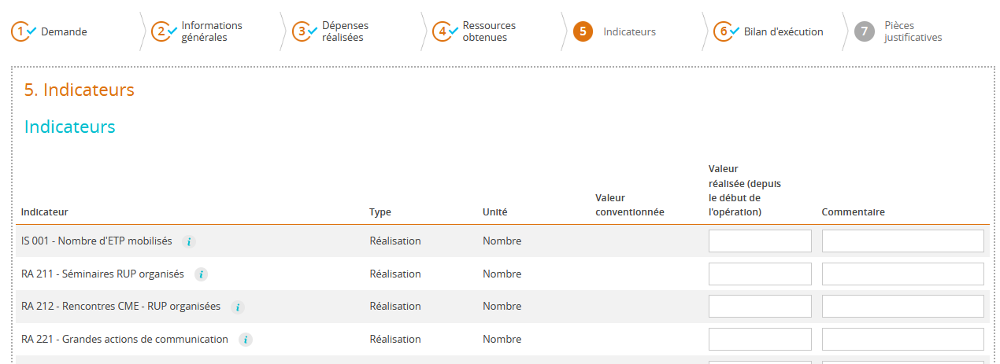 1 Demande
2 Informations générales
3 Dépenses réalisées
4 Ressources obtenues
5 Indicateurs
6 Bilan d'exécution
7 Pièces justificatives
5. Indicateurs
Indicateurs
Indicateur
Type
Unité
Valeur
conventionnée
Valeur
réalisée (depuis
le début de
l'opération)
Commentaire
IS 001 - Nombre d'ETP mobilisés i Réalisation Nombre
RA 211 - Séminaires RUP organisés i Réalisation Nombre
RA 212 - Rencontres CME - RUP organisées i Réalisation Nombre
RA 221 - Grandes actions de communication i Réalisation Nombre